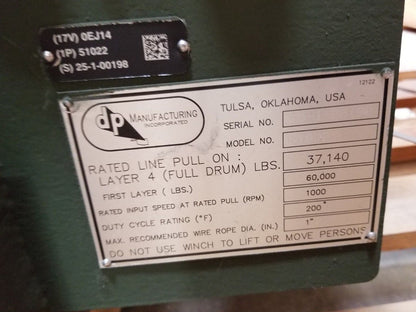 (17V) 0EJ14
(1P) 51022
(S) 25-1-00198
12122
dp MANUFACTURING
INCORPORATED
TULSA, OKLAHOMA, USA
SERIAL NO.
MODEL NO.
RATED LINE PULL ON :
LAYER 4 (FULL DRUM) LBS. 37,140
FIRST LAYER ( LBS.) 60,000
RATED INPUT SPEED AT RATED PULL (RPM) 1000
DUTY CYCLE RATING (°F) 200°
MAX. RECOMMENDED WIRE ROPE DIA. (IN.) 1"
DO NOT USE WINCH TO LIFT OR MOVE PERSONS